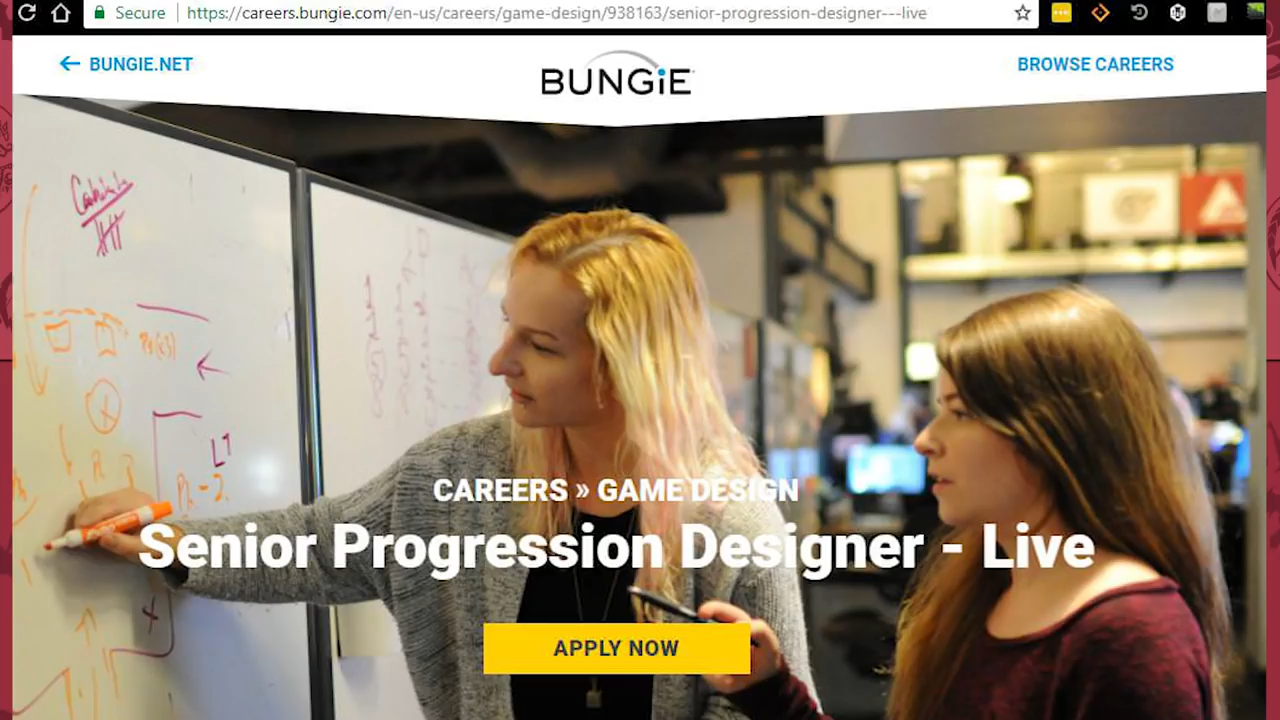 Secure https://careers.bungie.com/en-us/careers/game-design/938163/senior-progression-designer---live
← BUNGIE.NET
BUNGiE
BROWSE CAREERS
CAREERS » GAME DESIGN
Senior Progression Designer - Live
APPLY NOW